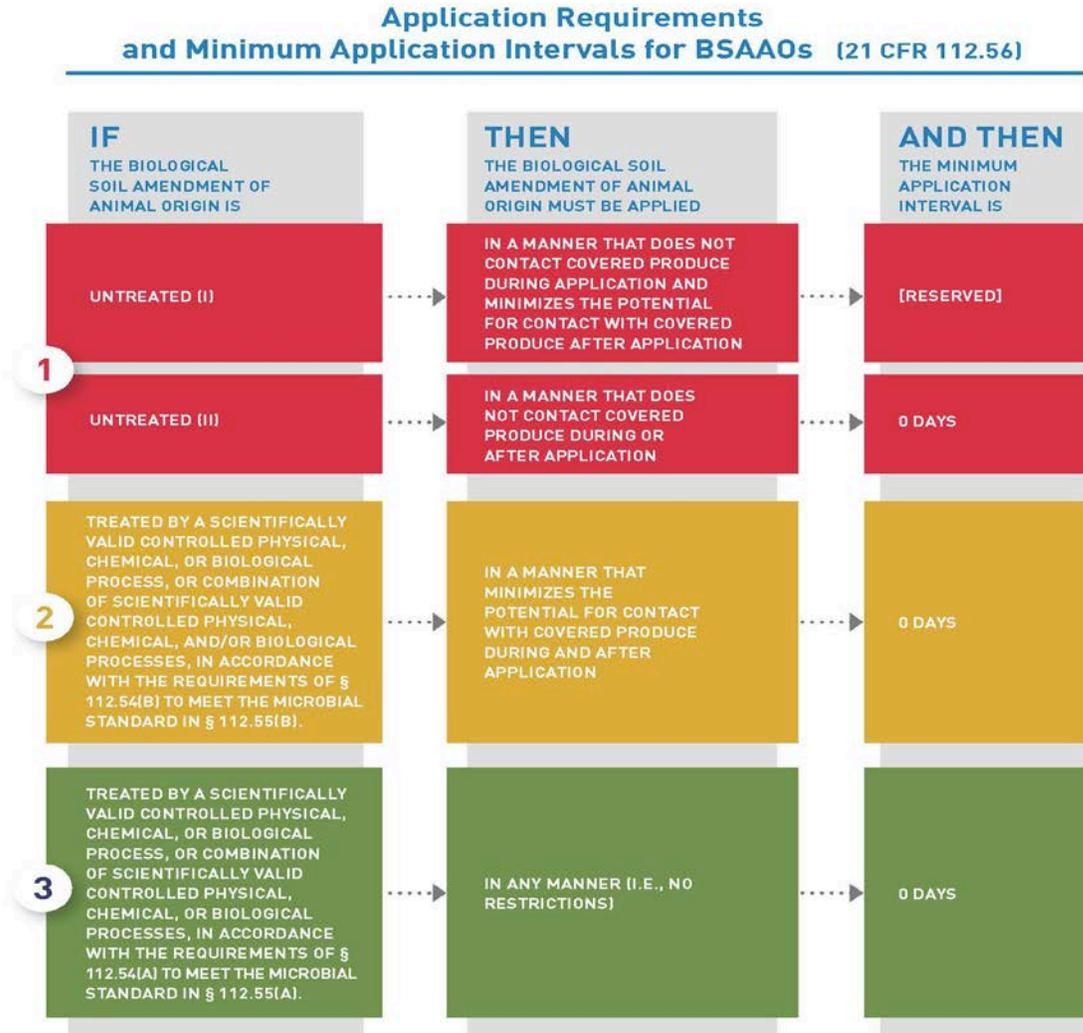 Application Requirements
and Minimum Application Intervals for BSAAOs (21 CFR 112.56)
IF
THE BIOLOGICAL
SOIL AMENDMENT OF
ANIMAL ORIGIN IS
THEN
THE BIOLOGICAL SOIL
AMENDMENT OF ANIMAL
ORIGIN MUST BE APPLIED
AND THEN
THE MINIMUM
APPLICATION
INTERVAL IS
1
UNTREATED (I)
IN A MANNER THAT DOES NOT
CONTACT COVERED PRODUCE
DURING APPLICATION AND
MINIMIZES THE POTENTIAL
FOR CONTACT WITH COVERED
PRODUCE AFTER APPLICATION
[RESERVED]
UNTREATED (II)
IN A MANNER THAT DOES
NOT CONTACT COVERED
PRODUCE DURING OR
AFTER APPLICATION
0 DAYS
2
TREATED BY A SCIENTIFICALLY
VALID CONTROLLED PHYSICAL,
CHEMICAL, OR BIOLOGICAL
PROCESS, OR COMBINATION
OF SCIENTIFICALLY VALID
CONTROLLED PHYSICAL,
CHEMICAL, AND/OR BIOLOGICAL
PROCESSES, IN ACCORDANCE
WITH THE REQUIREMENTS OF §
112.54(B) TO MEET THE MICROBIAL
STANDARD IN § 112.55(B).
IN A MANNER THAT
MINIMIZES THE
POTENTIAL FOR CONTACT
WITH COVERED PRODUCE
DURING AND AFTER
APPLICATION
0 DAYS
3
TREATED BY A SCIENTIFICALLY
VALID CONTROLLED PHYSICAL,
CHEMICAL, OR BIOLOGICAL
PROCESS, OR COMBINATION
OF SCIENTIFICALLY VALID
CONTROLLED PHYSICAL,
CHEMICAL, OR BIOLOGICAL
PROCESSES, IN ACCORDANCE
WITH THE REQUIREMENTS OF §
112.54(A) TO MEET THE MICROBIAL
STANDARD IN § 112.55(A).
IN ANY MANNER (I.E., NO
RESTRICTIONS)
0 DAYS